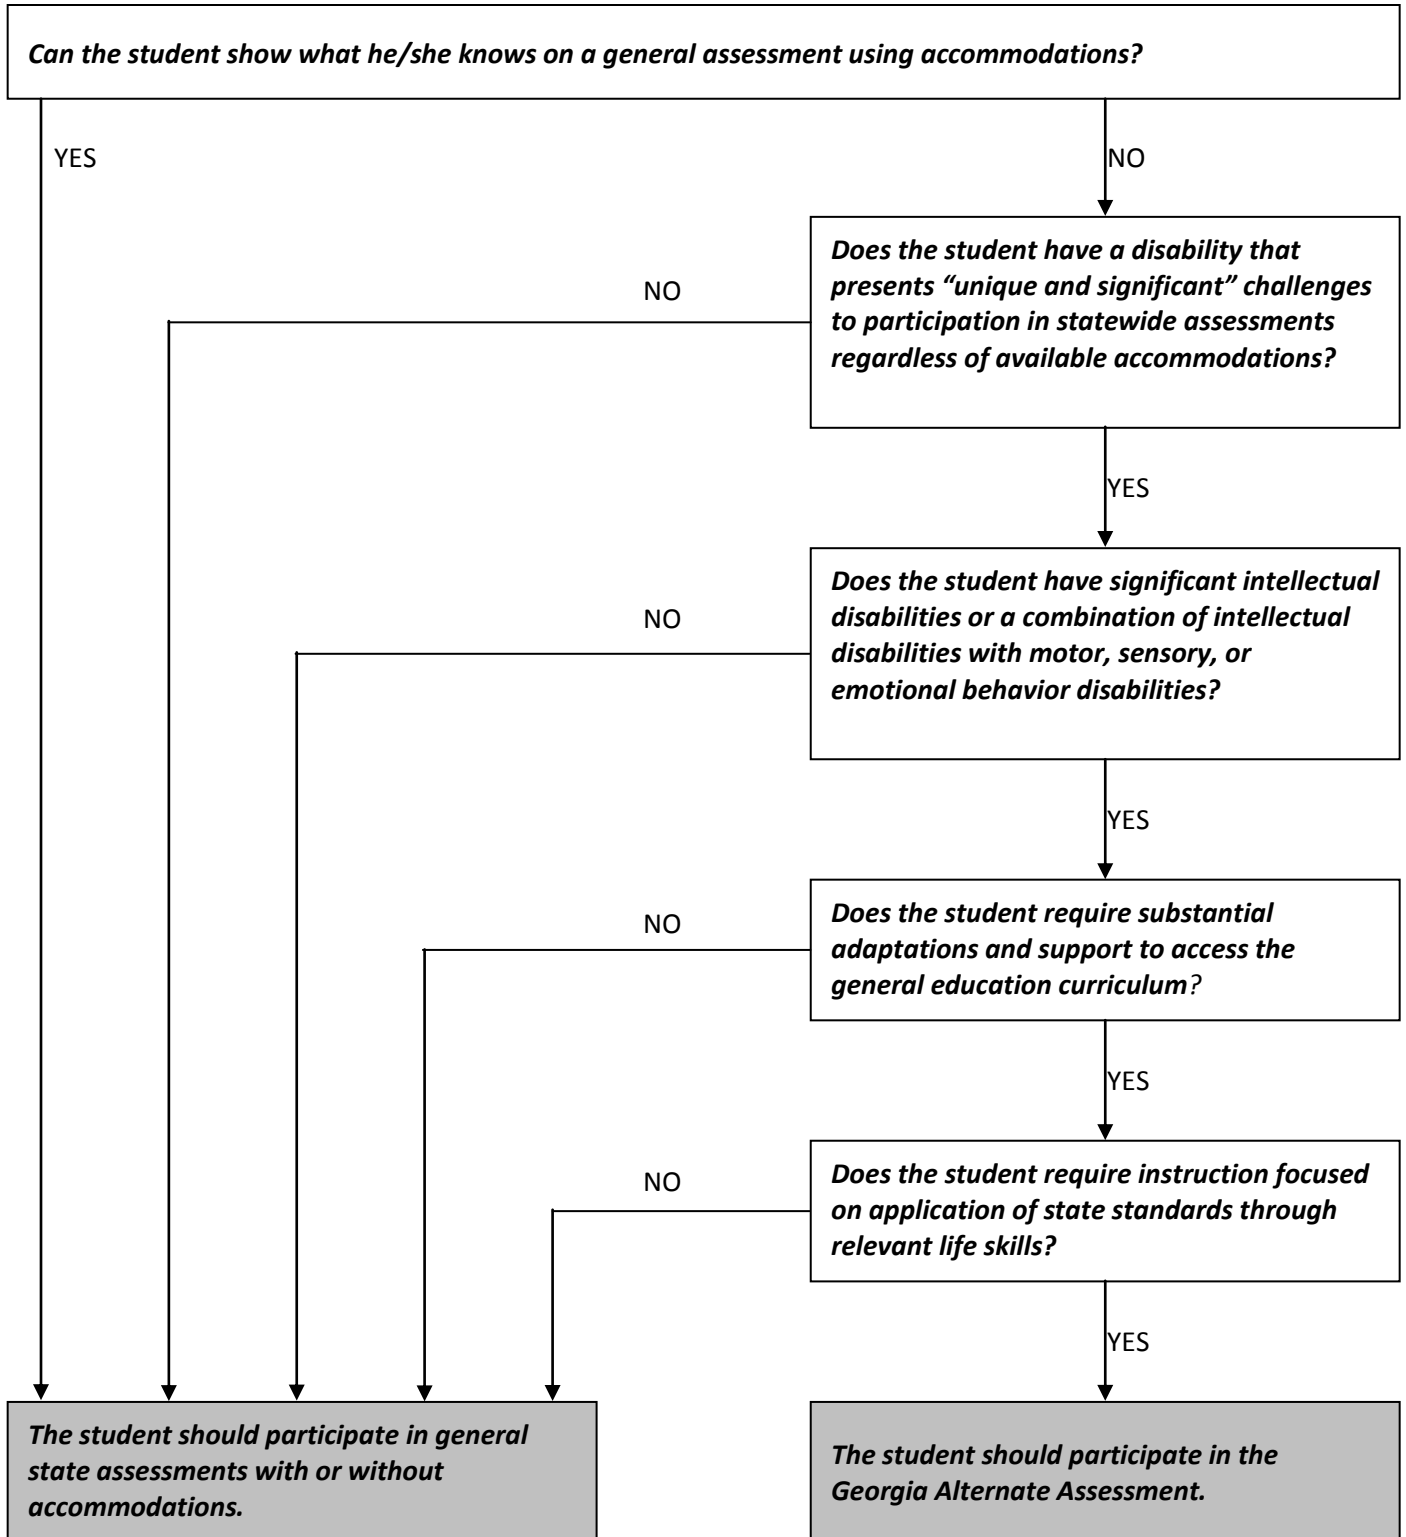 Can the student show what he/she knows on a general assessment using accommodations?
YES
NO
Does the student have a disability that
presents “unique and significant” challenges
to participation in statewide assessments
regardless of available accommodations?
NO
YES
Does the student have significant intellectual
disabilities or a combination of intellectual
disabilities with motor, sensory, or
emotional behavior disabilities?
NO
YES
Does the student require substantial
adaptations and support to access the
general education curriculum?
NO
YES
Does the student require instruction focused
on application of state standards through
relevant life skills?
NO
YES
The student should participate in general
state assessments with or without
accommodations.
The student should participate in the
Georgia Alternate Assessment.